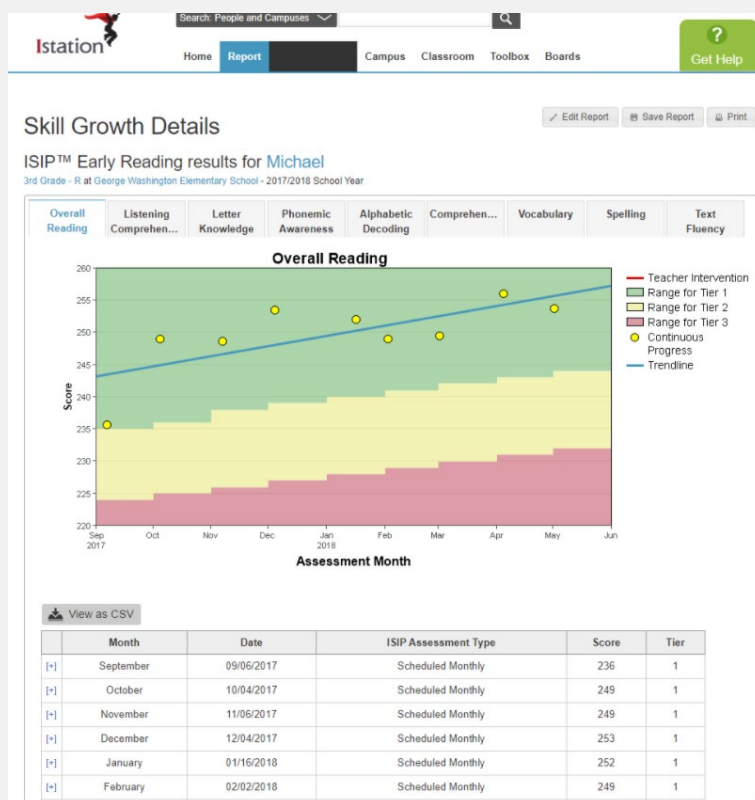 Search: People and Campuses
Istation
Home Report Campus Classroom Toolbox Boards
?
Get Help
Skill Growth Details
Edit Report Save Report Print
ISIP™ Early Reading results for Michael
3rd Grade - R at George Washington Elementary School - 2017/2018 School Year
Overall Reading
Listening Comprehen...
Letter Knowledge
Phonemic Awareness
Alphabetic Decoding
Comprehen...
Vocabulary
Spelling
Text Fluency
Overall Reading
260
255
250
245
240
235
230
225
220
Score
Sep 2017
Oct
Nov
Dec
Jan 2018
Feb
Mar
Apr
May
Jun
Assessment Month
Teacher Intervention
Range for Tier 1
Range for Tier 2
Range for Tier 3
Continuous
Progress
Trendline
View as CSV
Month Date ISIP Assessment Type Score Tier
[+] September 09/06/2017 Scheduled Monthly 236 1
[+] October 10/04/2017 Scheduled Monthly 249 1
[+] November 11/06/2017 Scheduled Monthly 249 1
[+] December 12/04/2017 Scheduled Monthly 253 1
[+] January 01/16/2018 Scheduled Monthly 252 1
[+] February 02/02/2018 Scheduled Monthly 249 1